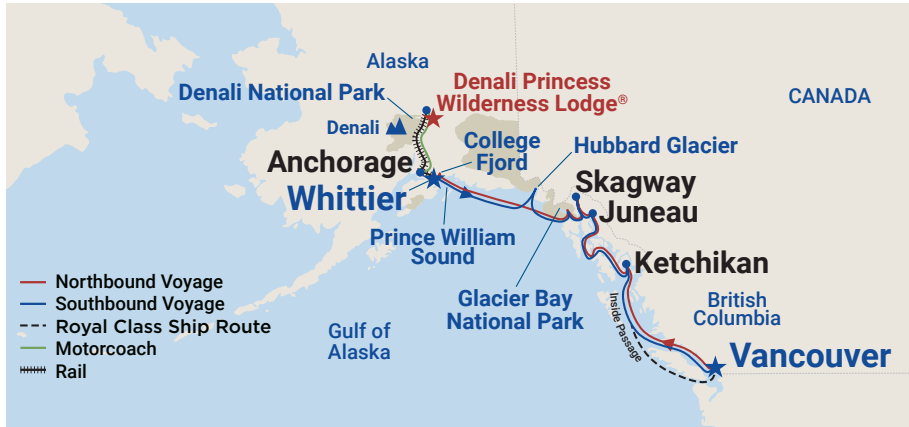 Alaska
Denali National Park
Denali Princess
Wilderness Lodge®
CANADA
Denali
College
Fjord
Hubbard Glacier
Anchorage
Whittier
Skagway
Juneau
Prince William
Sound
Ketchikan
Glacier Bay
National Park
British
Columbia
Inside Passage
Gulf of
Alaska
Vancouver
Northbound Voyage
Southbound Voyage
Royal Class Ship Route
Motorcoach
Rail